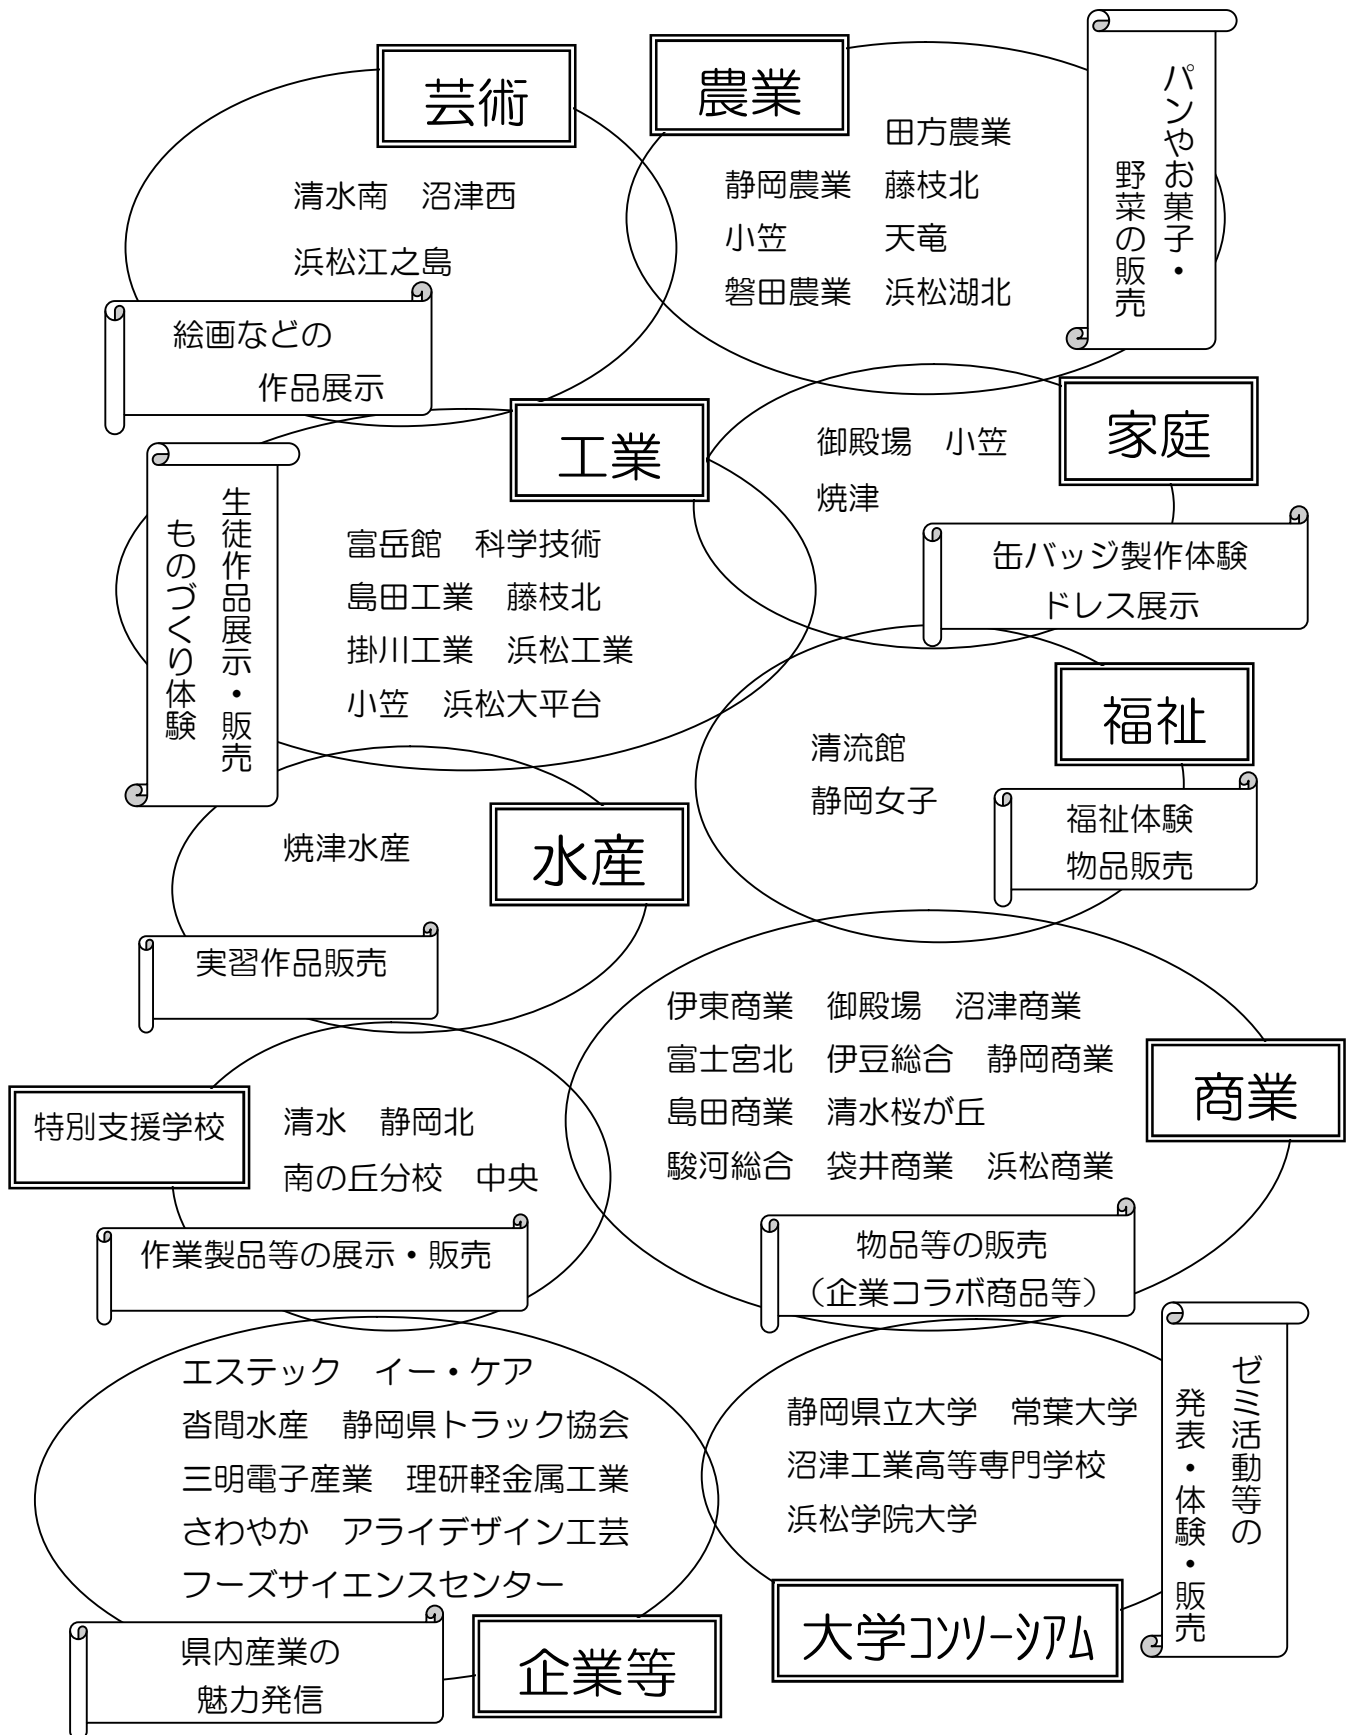 芸術
清水南　沼津西
浜松江之島
絵画などの
作品展示
農業
田方農業
静岡農業　藤枝北
小笠　天竜
磐田農業　浜松湖北
パンやお菓子・
野菜の販売
工業
富岳館　科学技術
島田工業　藤枝北
掛川工業　浜松工業
小笠　浜松大平台
生徒作品展示・販売
ものづくり体験
家庭
御殿場　小笠
焼津
缶バッジ製作体験
ドレス展示
福祉
清流館
静岡女子
福祉体験
物品販売
水産
焼津水産
実習作品販売
商業
伊東商業　御殿場　沼津商業
富士宮北　伊豆総合　静岡商業
島田商業　清水桜が丘
駿河総合　袋井商業　浜松商業
物品等の販売
（企業コラボ商品等）
特別支援学校
清水　静岡北
南の丘分校　中央
作業製品等の展示・販売
エステック　イー・ケア
沓間水産　静岡県トラック協会
三明電子産業　理研軽金属工業
さわやか　アライデザイン工芸
フーズサイエンスセンター
県内産業の
魅力発信
企業等
静岡県立大学　常葉大学
沼津工業高等専門学校
浜松学院大学
ゼミ活動等の
発表・体験・販売
大学コンソーシアム